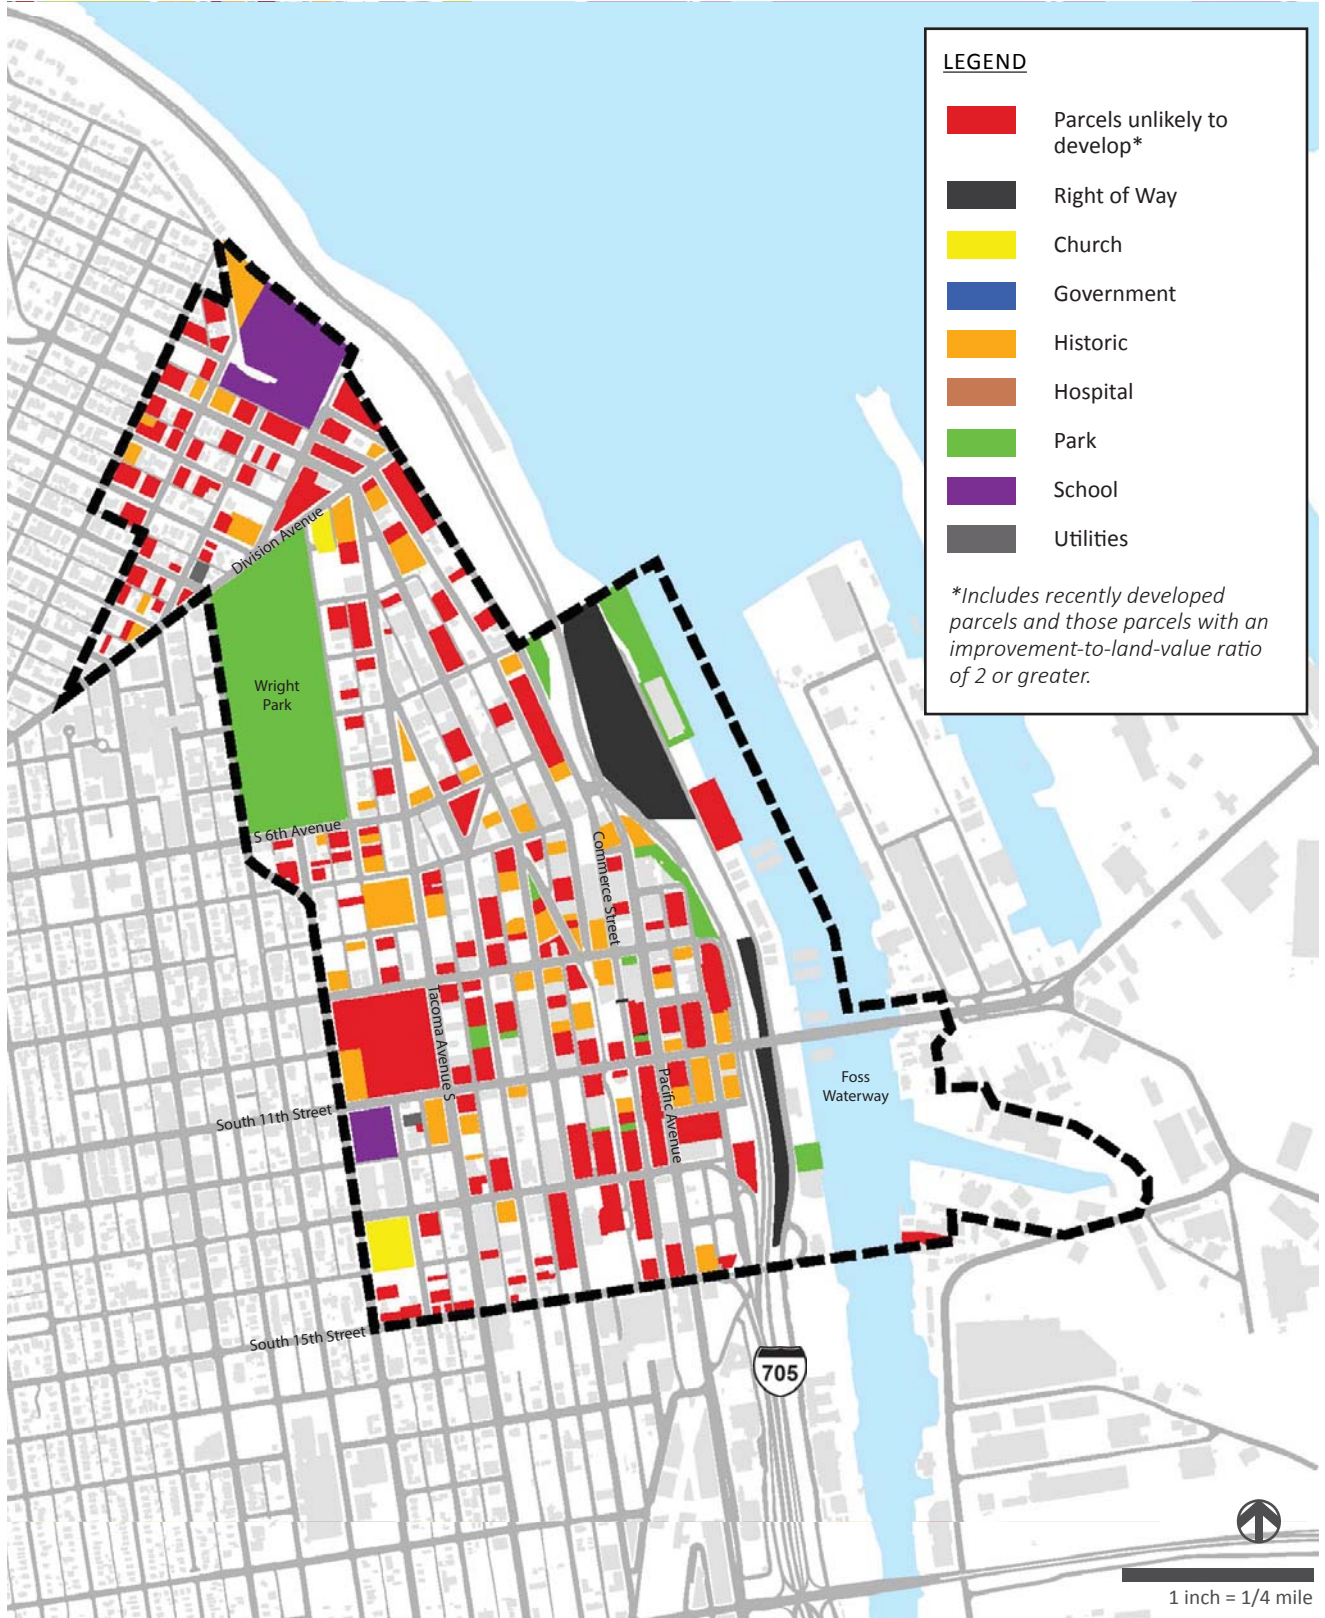 LEGEND
Parcels unlikely to
develop*
Right of Way
Church
Government
Historic
Hospital
Park
School
Utilities
*Includes recently developed
parcels and those parcels with an
improvement-to-land-value ratio
of 2 or greater.
Division Avenue
Wright
Park
S 6th Avenue
Commerce Street
Tacoma Avenue S
Pacific Avenue
Foss
Waterway
South 11th Street
South 15th Street
705
1 inch = 1/4 mile